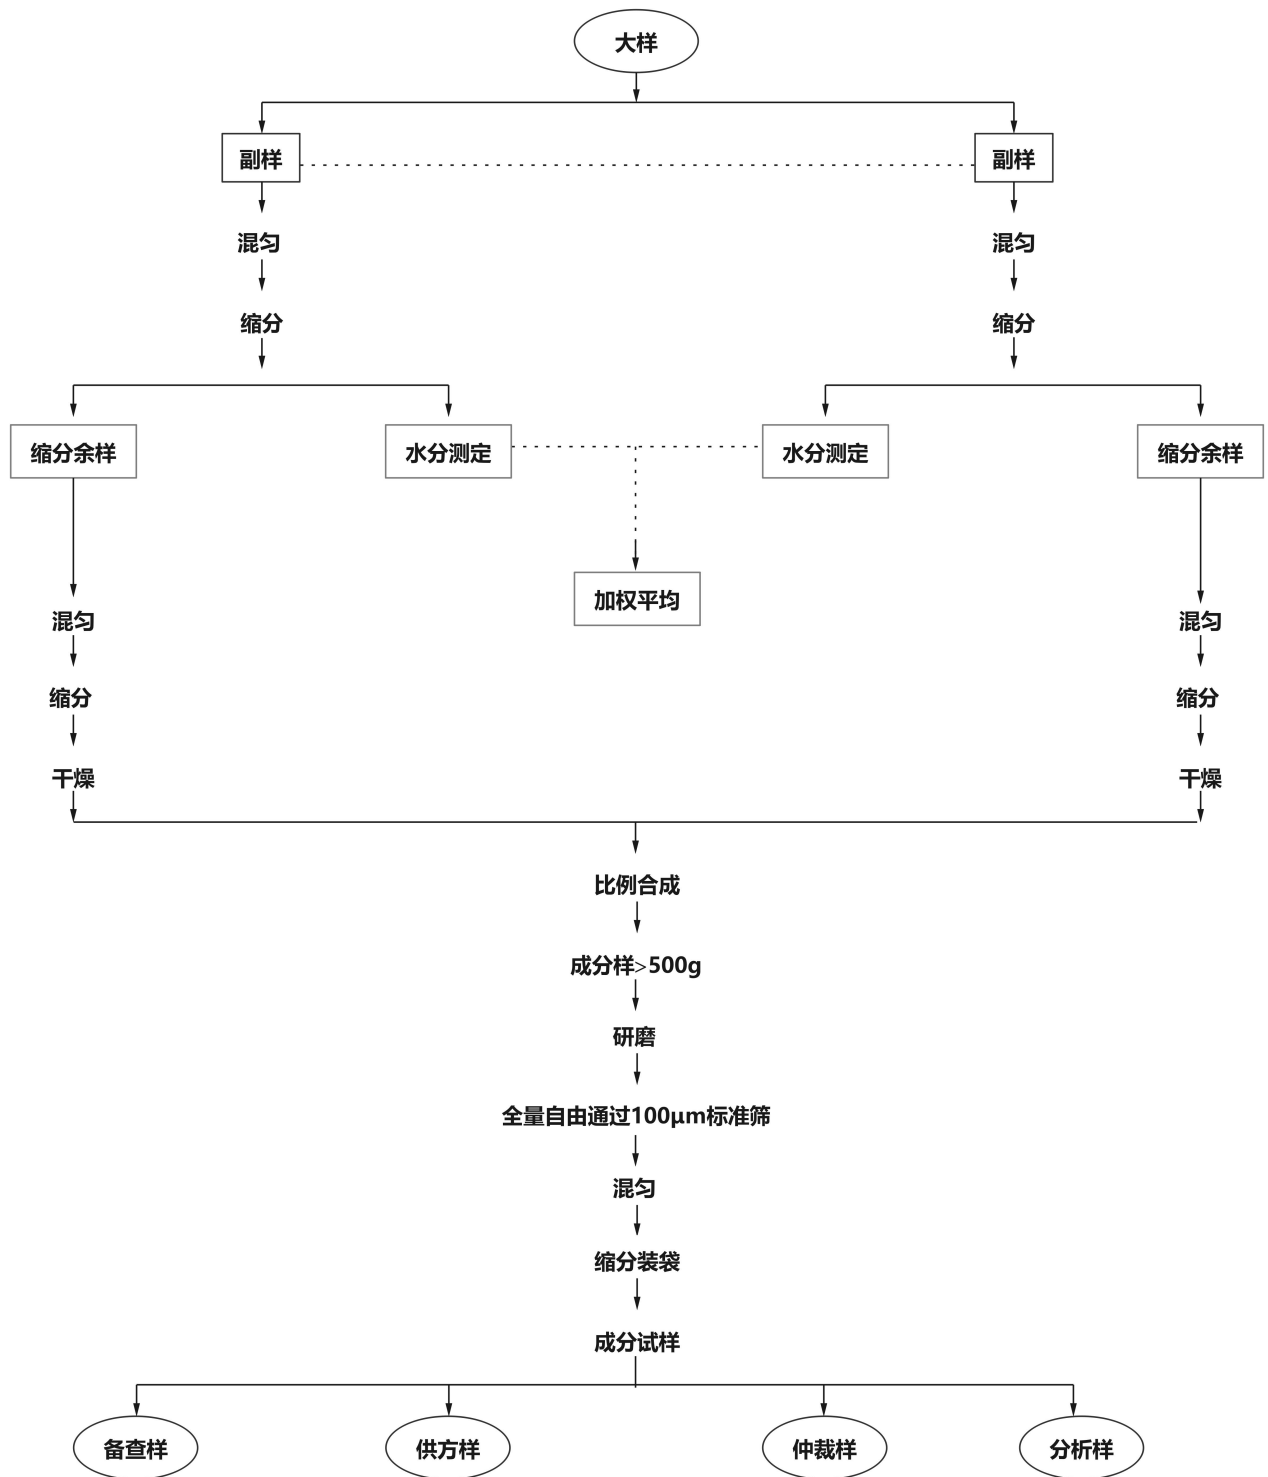 大样
副样
副样
混匀
混匀
缩分
缩分
缩分余样
水分测定
水分测定
缩分余样
加权平均
混匀
混匀
缩分
缩分
干燥
干燥
比例合成
成分样>500g
研磨
全量自由通过100μm标准筛
混匀
缩分装袋
成分试样
备查样
供方样
仲裁样
分析样